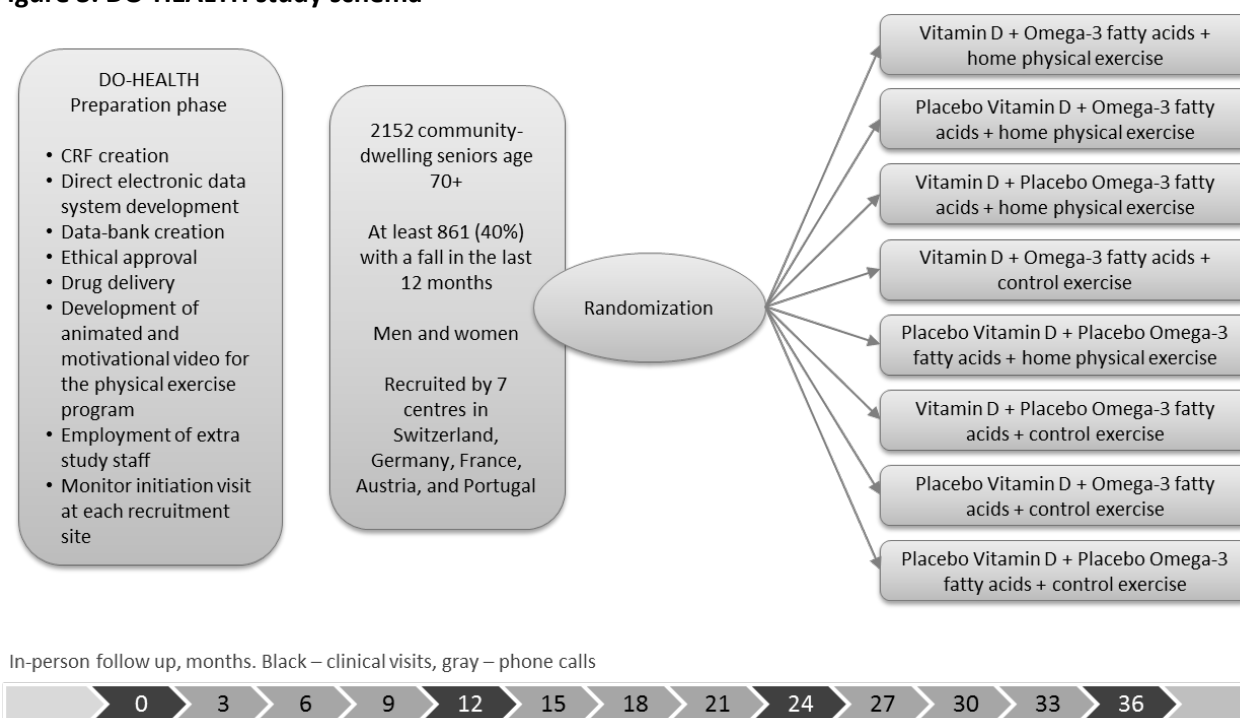 DO-HEALTH study schema
DO-HEALTH
Preparation phase
• CRF creation
• Direct electronic data
system development
• Data-bank creation
• Ethical approval
• Drug delivery
• Development of
animated and
motivational video for
the physical exercise
program
• Employment of extra
study staff
• Monitor initiation visit
at each recruitment
site
2152 community-
dwelling seniors age
70+
At least 861 (40%)
with a fall in the last
12 months
Men and women
Recruited by 7
centres in
Switzerland,
Germany, France,
Austria, and Portugal
Randomization
Vitamin D + Omega-3 fatty acids +
home physical exercise
Placebo Vitamin D + Omega-3 fatty
acids + home physical exercise
Vitamin D + Placebo Omega-3 fatty
acids + home physical exercise
Vitamin D + Omega-3 fatty acids +
control exercise
Placebo Vitamin D + Placebo Omega-3
fatty acids + home physical exercise
Vitamin D + Placebo Omega-3 fatty
acids + control exercise
Placebo Vitamin D + Omega-3 fatty
acids + control exercise
Placebo Vitamin D + Placebo Omega-3
fatty acids + control exercise
In-person follow up, months. Black – clinical visits, gray – phone calls
0 3 6 9 12 15 18 21 24 27 30 33 36